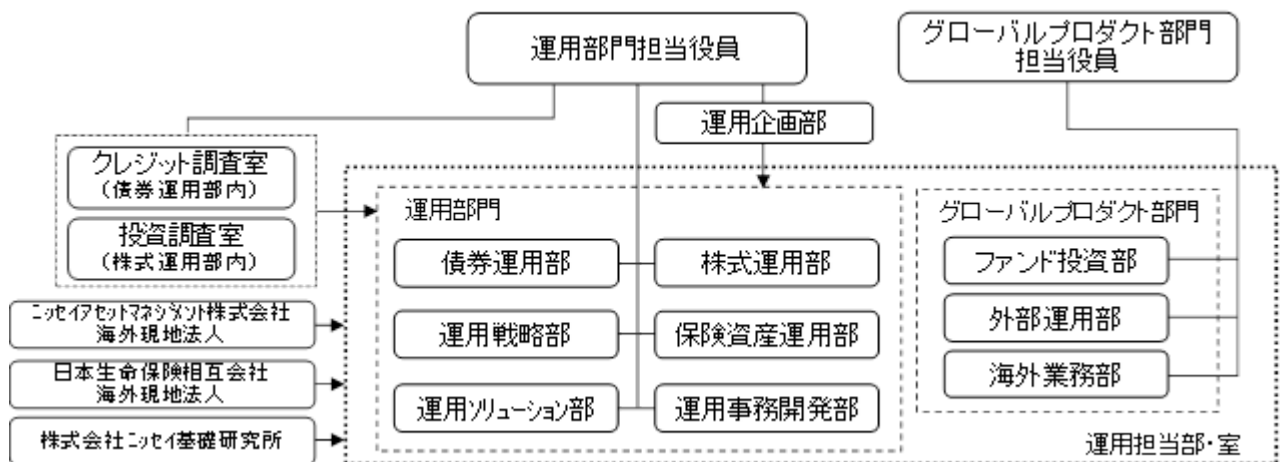 運用部門担当役員
グローバルプロダクト部門
担当役員
運用企画部
クレジット調査室
(債券運用部内)
投資調査室
(株式運用部内)
運用部門
債券運用部
株式運用部
運用戦略部
保険資産運用部
運用ソリューション部
運用事務開発部
グローバルプロダクト部門
ファンド投資部
外部運用部
海外業務部
ニッセイアセットマネジメント株式会社
海外現地法人
日本生命保険相互会社
海外現地法人
株式会社ニッセイ基礎研究所
運用担当部・室